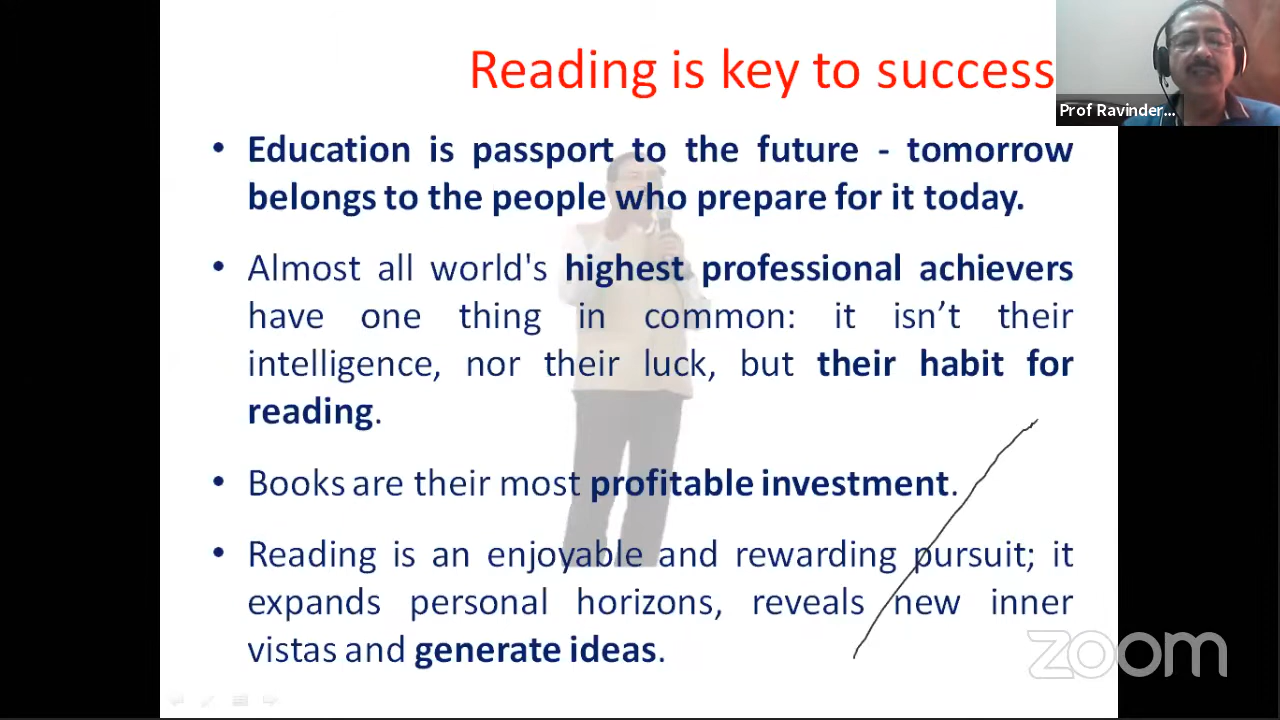 Reading is key to success
Prof Ravinder...
• Education is passport to the future - tomorrow
belongs to the people who prepare for it today.
• Almost all world's highest professional achievers
have one thing in common: it isn’t their
intelligence, nor their luck, but their habit for
reading.
• Books are their most profitable investment.
• Reading is an enjoyable and rewarding pursuit; it
expands personal horizons, reveals new inner
vistas and generate ideas.
zoom